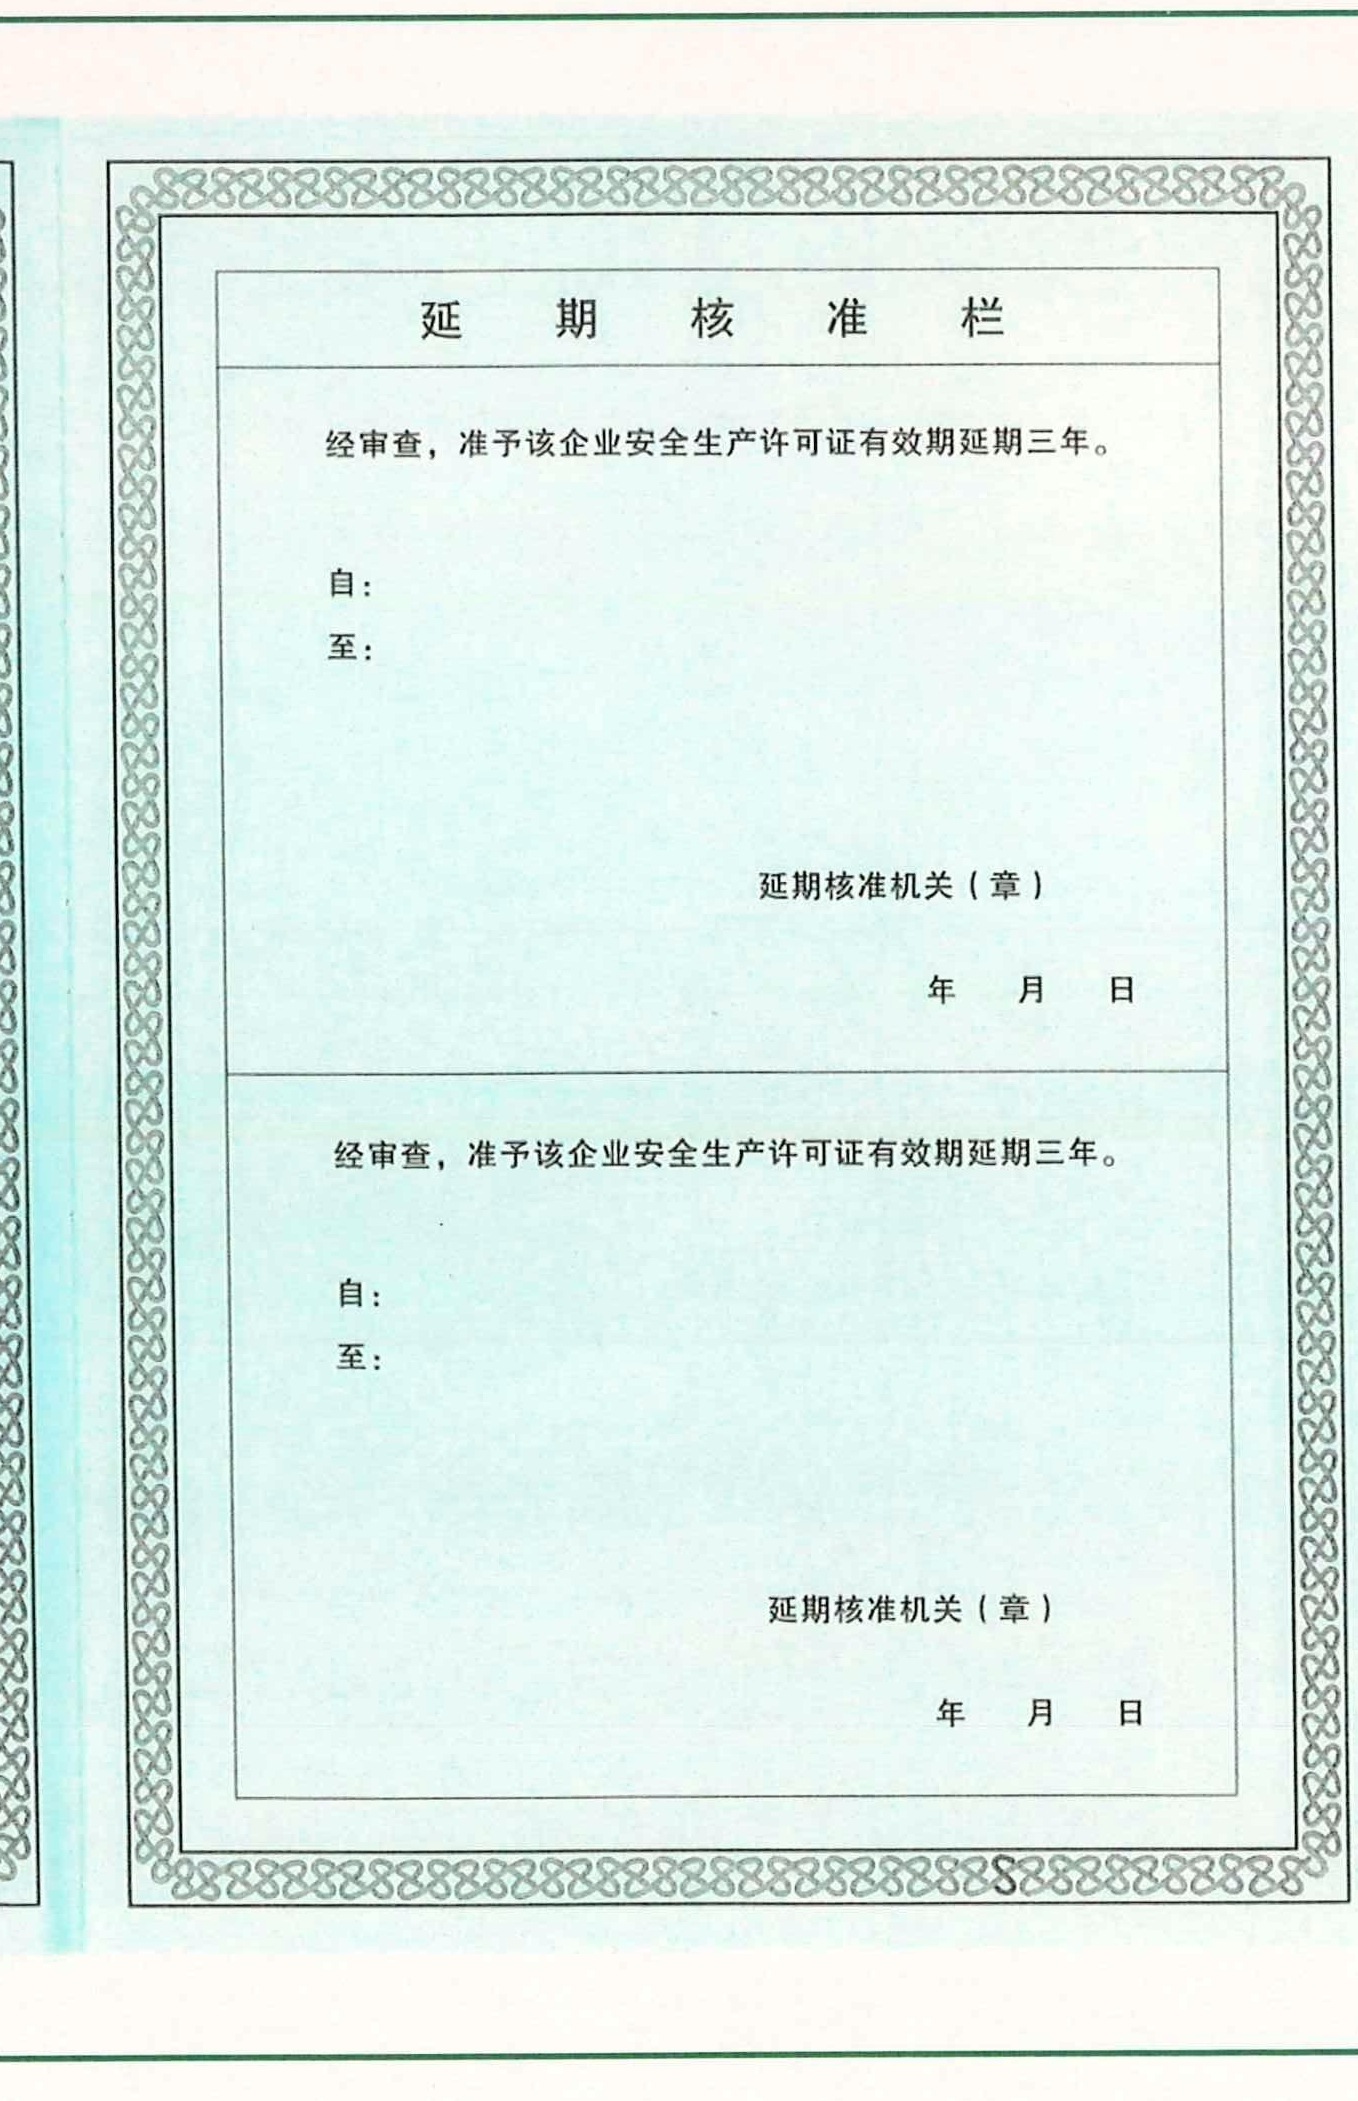 延期核准栏
经审查，准予该企业安全生产许可证有效期延期三年。
自：
至：
延期核准机关（章）
年 月 日
经审查，准予该企业安全生产许可证有效期延期三年。
自：
至：
延期核准机关（章）
年 月 日